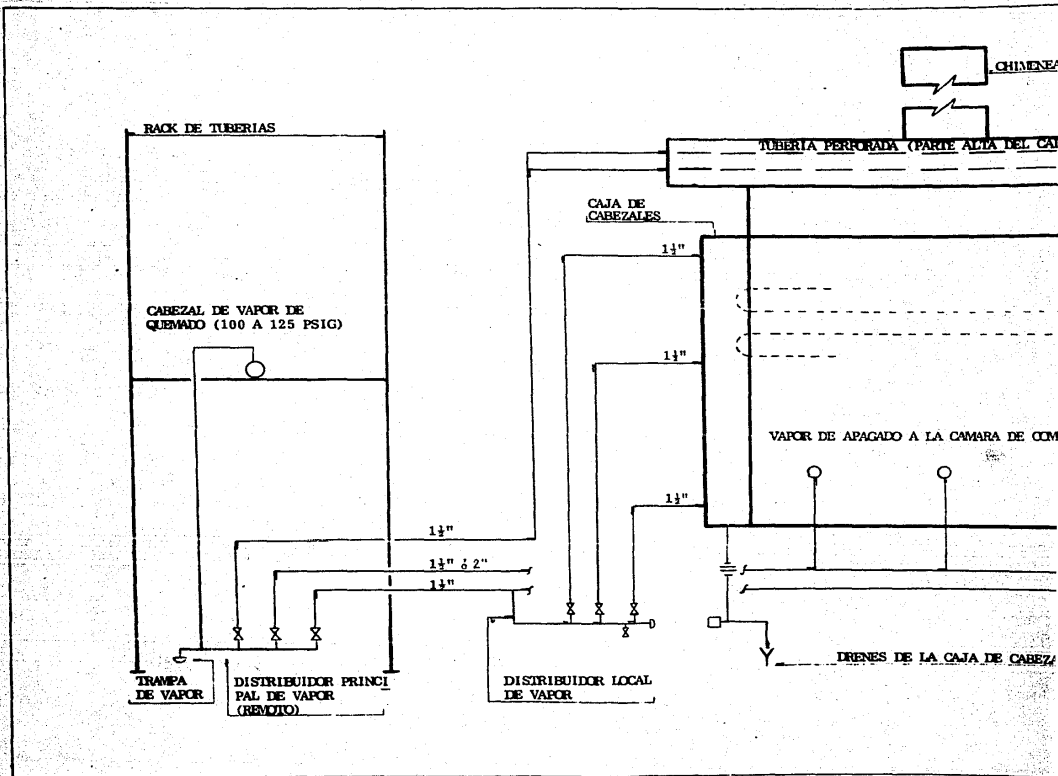 CHIMENEA
RACK DE TUBERIAS
TUBERIA PERFORADA (PARTE ALTA DEL
CAJA DE
CABEZALES
1½"
CABEZAL DE VAPOR DE
QUEMADO (100 A 125 PSIG)
1½"
VAPOR DE APAGADO A LA CAMARA DE
1½"
1½"
1½" ó 2"
1½"
TRAMPA
DE VAPOR
DISTRIBUIDOR PRINCI
PAL DE VAPOR
(REMOTO)
DISTRIBUIDOR LOCAL
DE VAPOR
DRENES DE LA CAJA DE